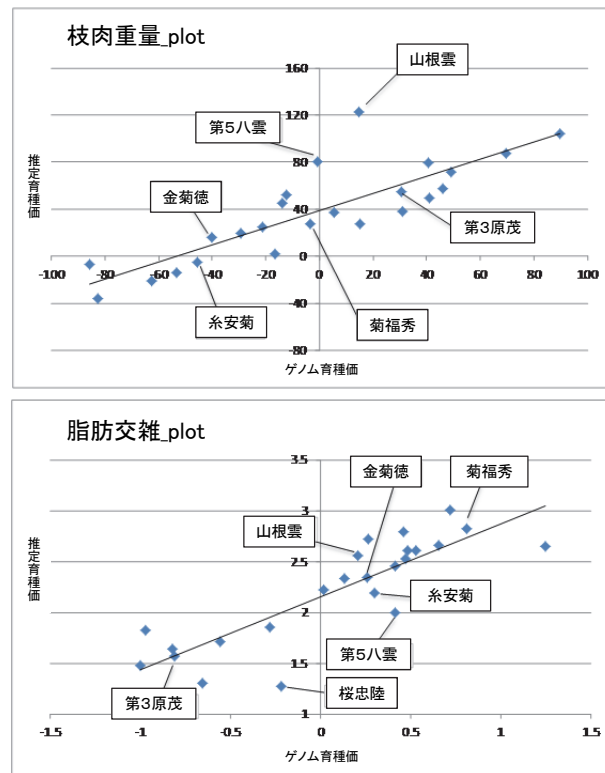 枝肉重量_plot
160
山根雲
120
第5八雲
80
推定育種価
金菊徳
40
第3原茂
0
-100
-80
-60
-40
-20
0
20
40
60
80
100
-40
糸安菊
菊福秀
-80
ゲノム育種価
脂肪交雑_plot
3.5
金菊徳
菊福秀
3
山根雲
2.5
推定育種価
糸安菊
2
第5八雲
1.5
第3原茂
桜忠陸
1
-1.5
-1
-0.5
0
0.5
1
1.5
ゲノム育種価